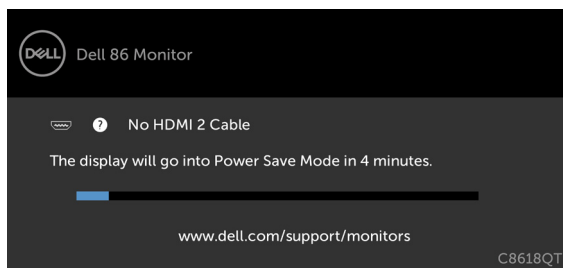 DELL
Dell 86 Monitor
? No HDMI 2 Cable
The display will go into Power Save Mode in 4 minutes.
www.dell.com/support/monitors
C8618QT